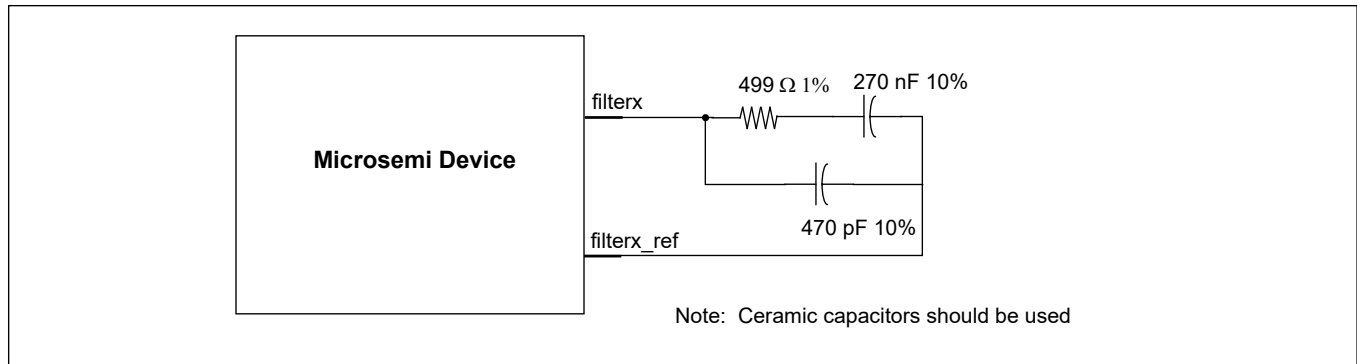 499 Ω 1%
270 nF 10%
filterx
Microsemi Device
470 pF 10%
filterx_ref
Note: Ceramic capacitors should be used